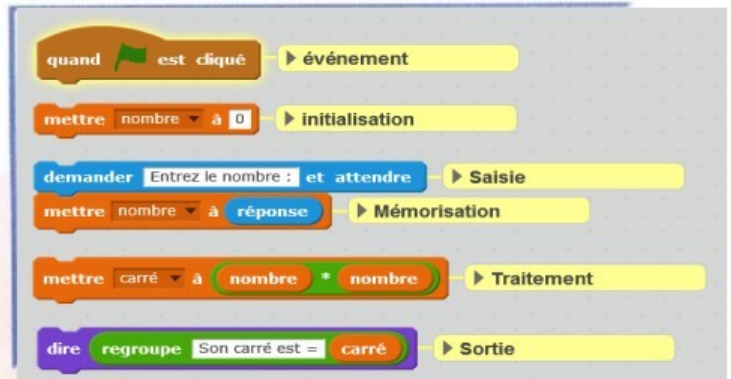 quand est cliqué ▶ événement
mettre nombre ▾ à 0 ▶ initialisation
demander Entrez le nombre : et attendre ▶ Saisie
mettre nombre ▾ à réponse ▶ Mémorisation
mettre carré ▾ à nombre * nombre ▶ Traitement
dire regroupe Son carré est = carré ▶ Sortie